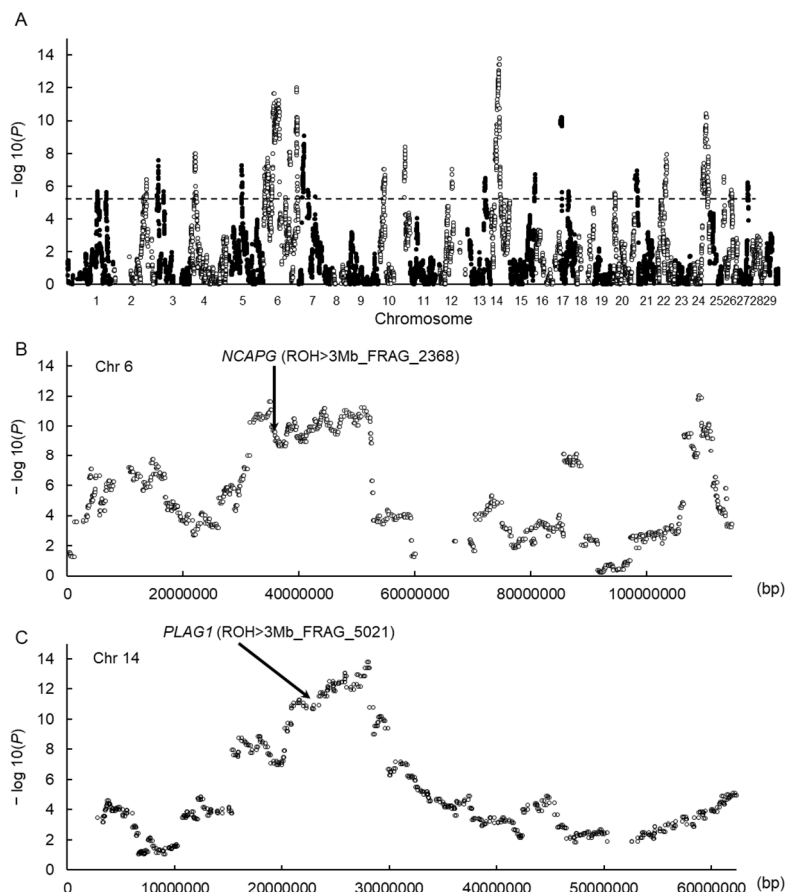 A
− log 10(P)
14
12
10
8
6
4
2
0
1 2 3 4 5 6 7 8 9 10 11 12 13 14 15 16 17 18 19 20 21 22 23 24 25 26 27 28 29
Chromosome
B
Chr 6
NCAPG (ROH>3Mb_FRAG_2368)
− log 10(P)
14
12
10
8
6
4
2
0
0 20000000 40000000 60000000 80000000 100000000 (bp)
C
PLAG1 (ROH>3Mb_FRAG_5021)
Chr 14
− log 10(P)
14
12
10
8
6
4
2
0
0 10000000 20000000 30000000 40000000 50000000 60000000 (bp)